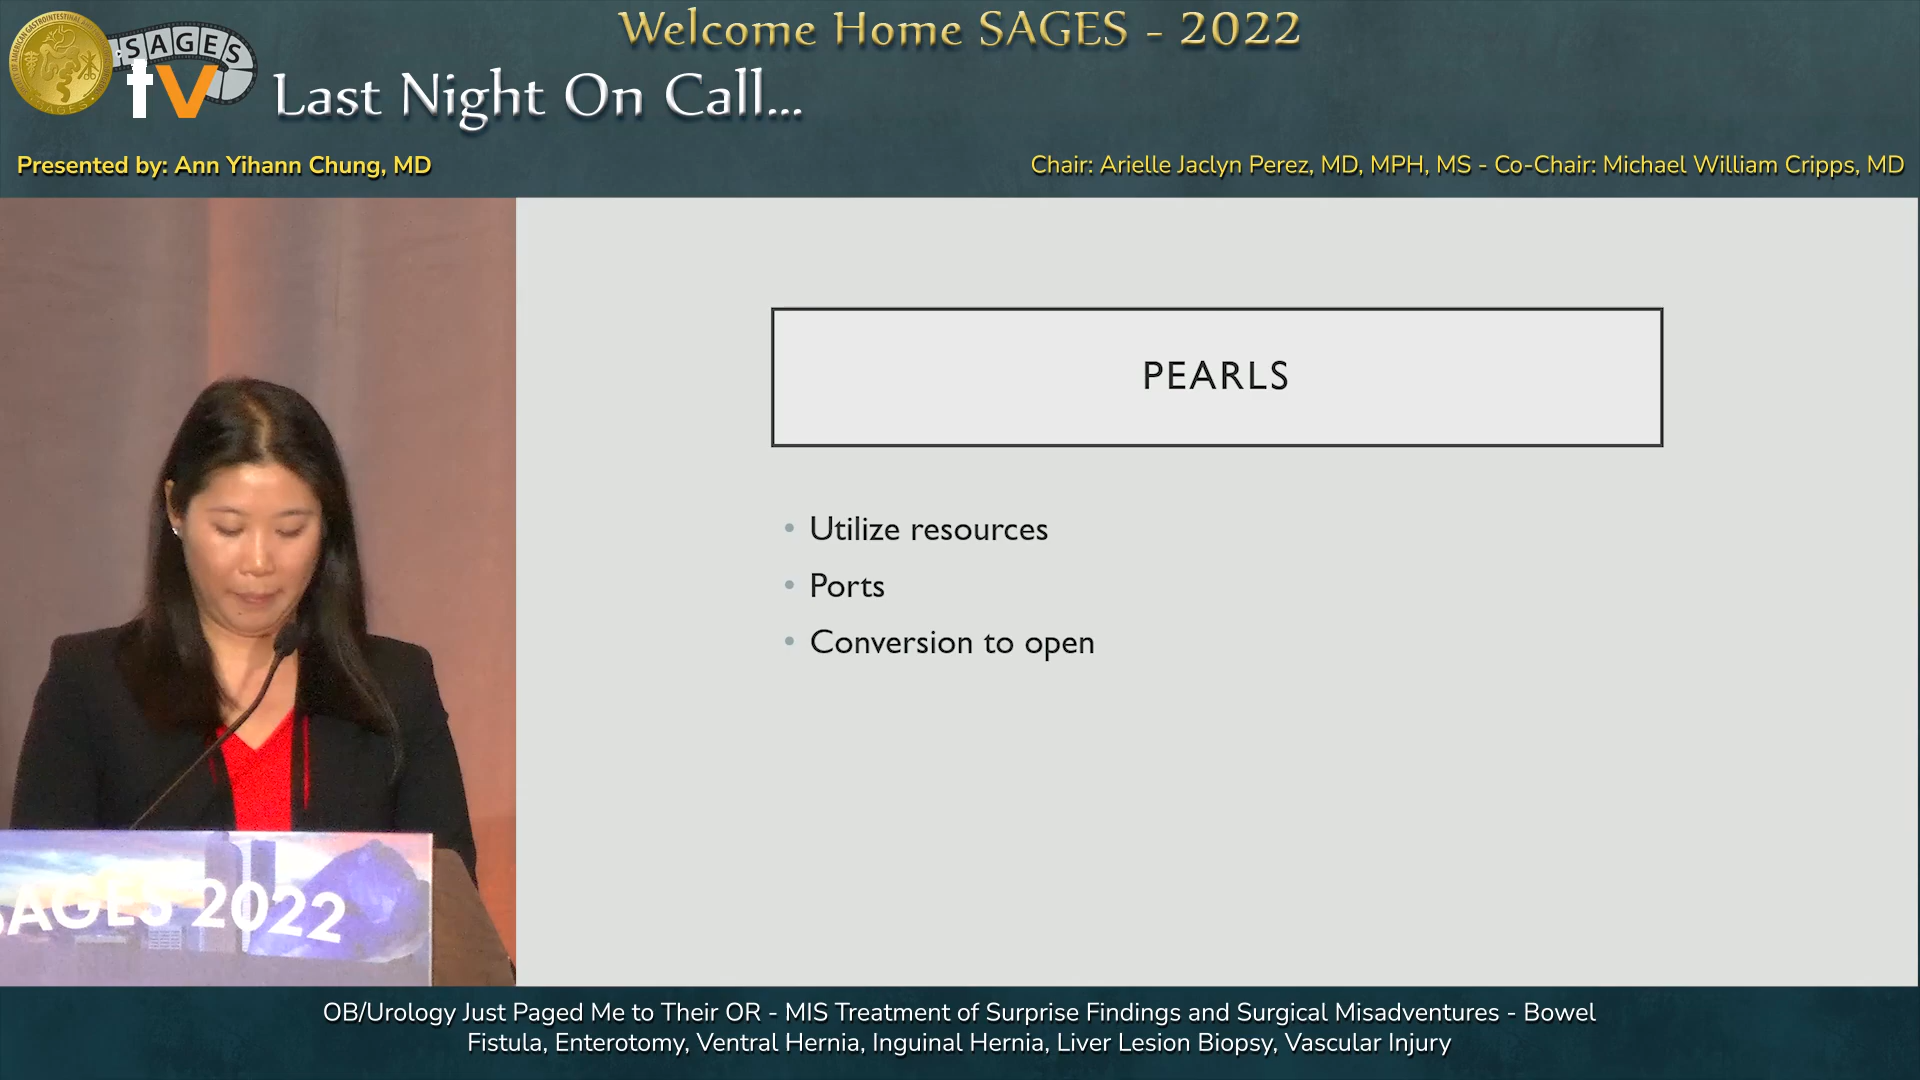 Welcome Home SAGES - 2022
SAGES
tv
Last Night On Call...
Presented by: Ann Yihann Chung, MD
Chair: Arielle Jaclyn Perez, MD, MPH, MS - Co-Chair: Michael William Cripps, MD
PEARLS
• Utilize resources
• Ports
• Conversion to open
SAGES 2022
OB/Urology Just Paged Me to Their OR - MIS Treatment of Surprise Findings and Surgical Misadventures - Bowel
Fistula, Enterotomy, Ventral Hernia, Inguinal Hernia, Liver Lesion Biopsy, Vascular Injury